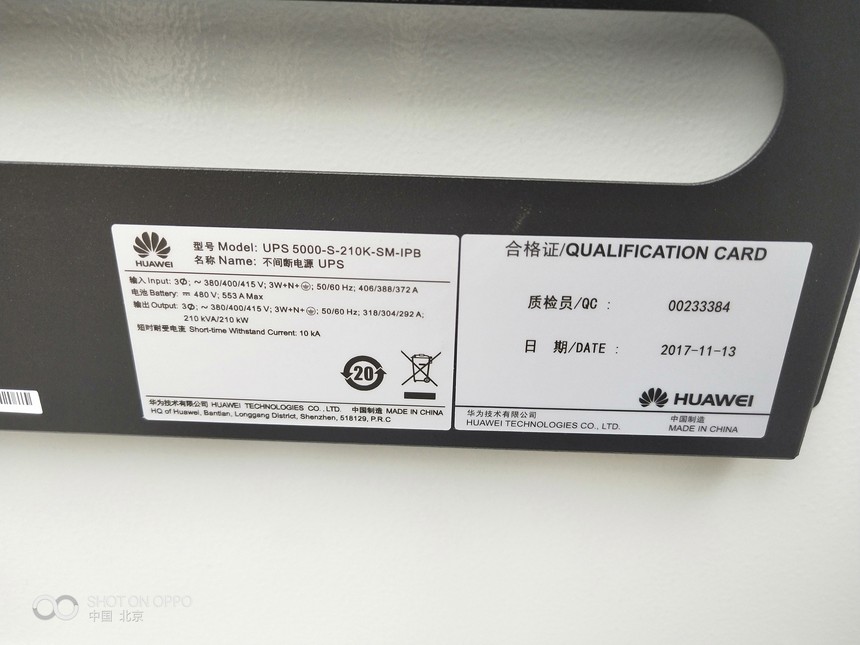 HUAWEI
型号 Model: UPS 5000-S-210K-SM-IPB
名称 Name: 不间断电源 UPS
输入 Input: 3Ø; ～ 380/400/415 V; 3W+N+⏚; 50/60 Hz; 406/388/372 A
电池 Battery: ⎓ 480 V; 553 A Max
输出 Output: 3Ø; ～ 380/400/415 V; 3W+N+⏚; 50/60 Hz; 318/304/292 A;
210 kVA/210 kW
短时耐受电流 Short-time Withstand Current: 10 kA
20
华为技术有限公司 HUAWEI TECHNOLOGIES CO., LTD. 中国制造 MADE IN CHINA
HQ of Huawei, Bantian, Longgang District, Shenzhen, 518129, P.R.C
合格证/QUALIFICATION CARD
质检员/QC : 00233384
日 期/DATE : 2017-11-13
HUAWEI
华为技术有限公司 中国制造
HUAWEI TECHNOLOGIES CO., LTD. MADE IN CHINA
SHOT ON OPPO
中国 北京